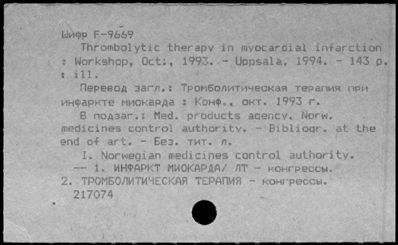 Шифр F-9669
Thrombolytic therapy in myocardial infarction
: Workshop, Oct:, 1993. - Uppsala, 1994. - 143 p.
: ill.
Перевод загл.: Тромболитическая терапия при
инфаркте миокарда : Конф., окт. 1993 г.
В подзаг.: Med. products agency. Norw.
medicines control authority. - Bibliogr. at the
end of art. - Без. тит. л.
I. Norwegian medicines control authority.
-- 1. ИНФАРКТ МИОКАРДА/ ЛТ - конгрессы.
2. ТРОМБОЛИТИЧЕСКАЯ ТЕРАПИЯ - конгрессы.
217074